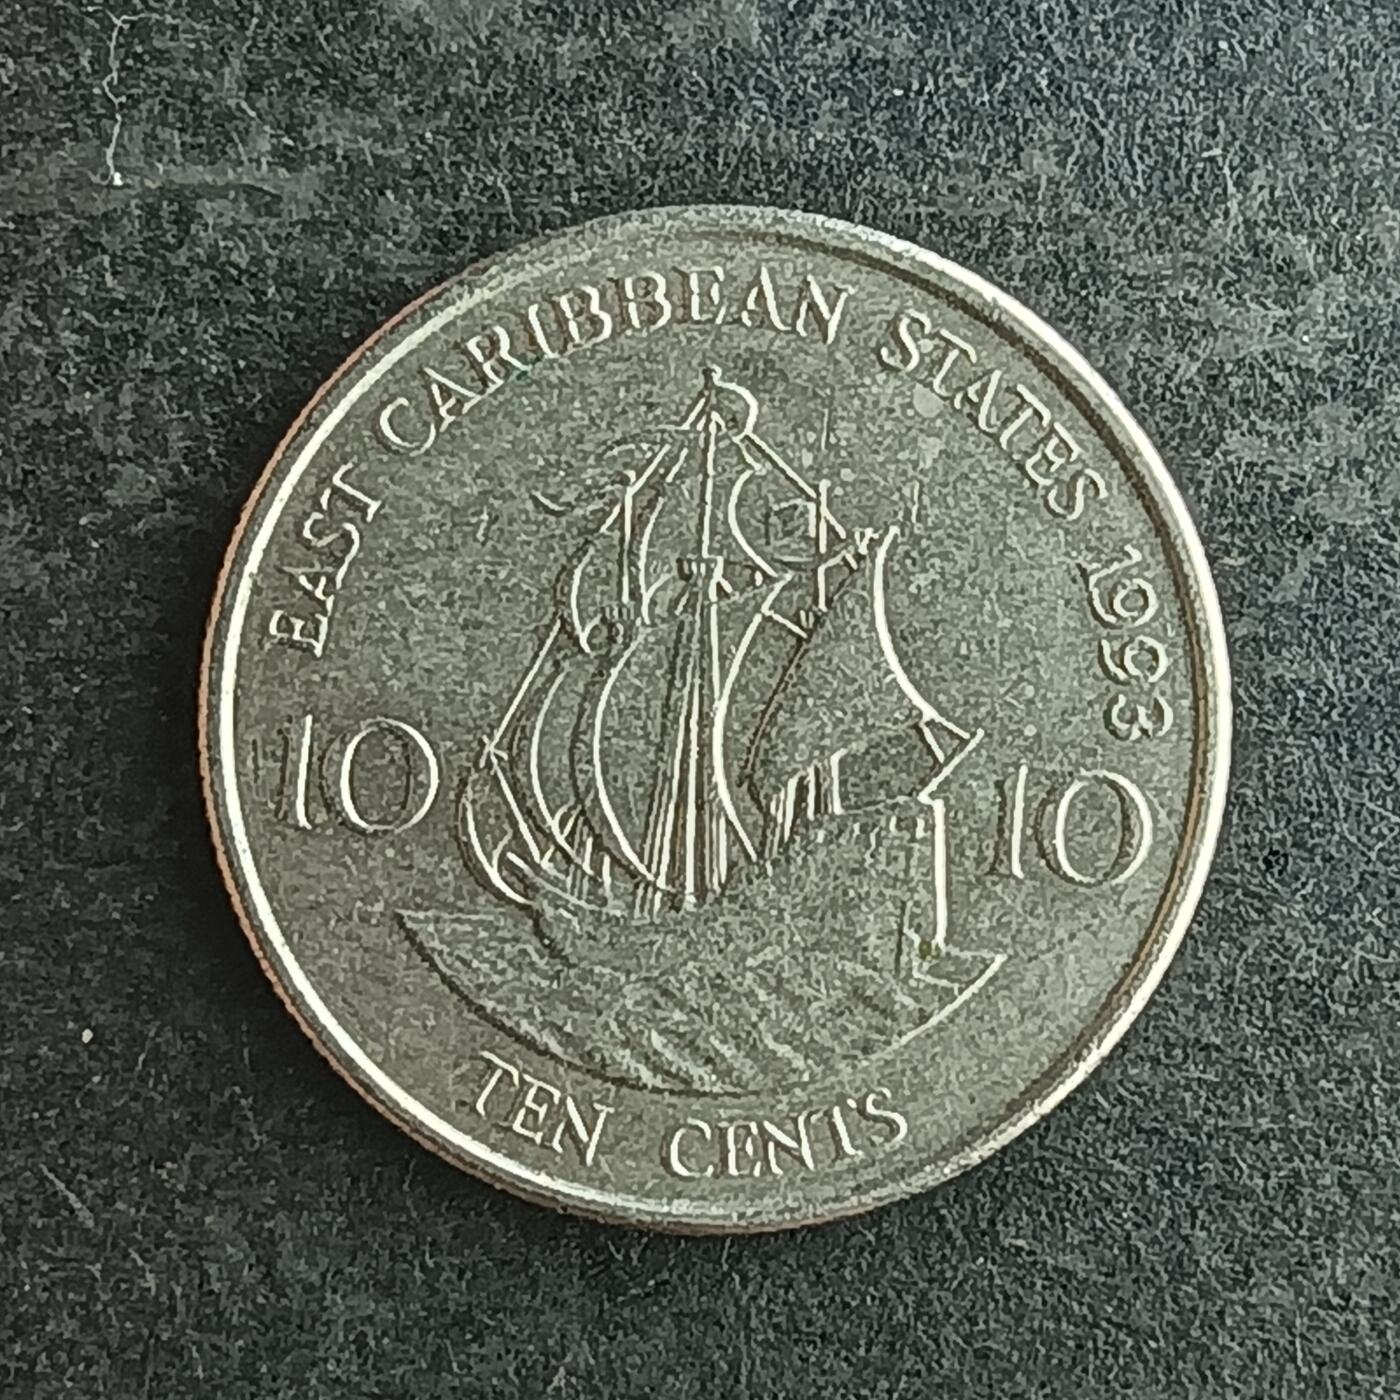 EAST CARIBBEAN STATES 1993
10 10
TEN CENTS